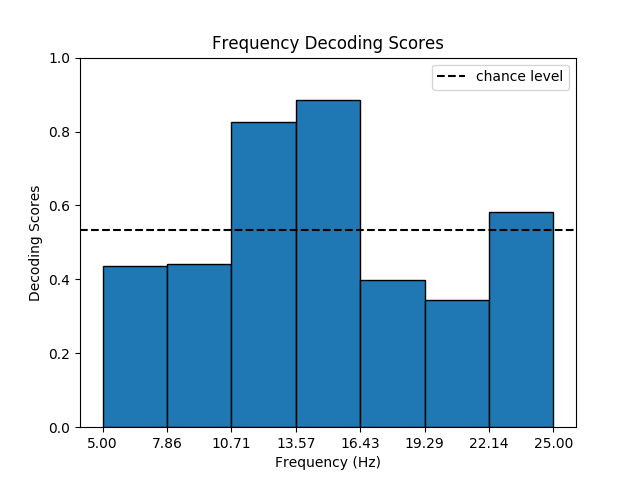 Frequency Decoding Scores
chance level
1.0
0.8
0.6
0.4
0.2
0.0
Decoding Scores
5.00 7.86 10.71 13.57 16.43 19.29 22.14 25.00
Frequency (Hz)